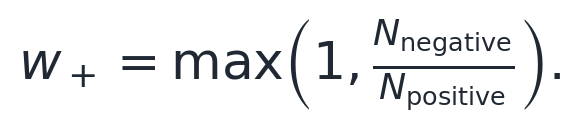 w₊ = max(1, N_negative / N_positive).